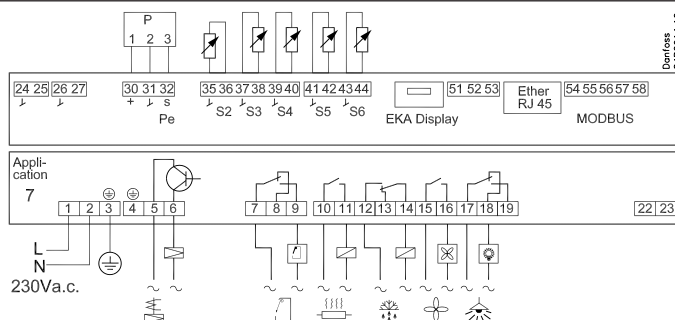 P
1 2 3
Danfoss
24 25 26 27 30 31 32 35 36 37 38 39 40 41 42 43 44 51 52 53 Ether RJ 45 54 55 56 57 58
+ s S2 S3 S4 S5 S6
Pe EKA Display MODBUS
Appli-
cation
7
1 2 3 4 5 6 7 8 9 10 11 12 13 14 15 16 17 18 19 22 23
L
N
230Va.c.